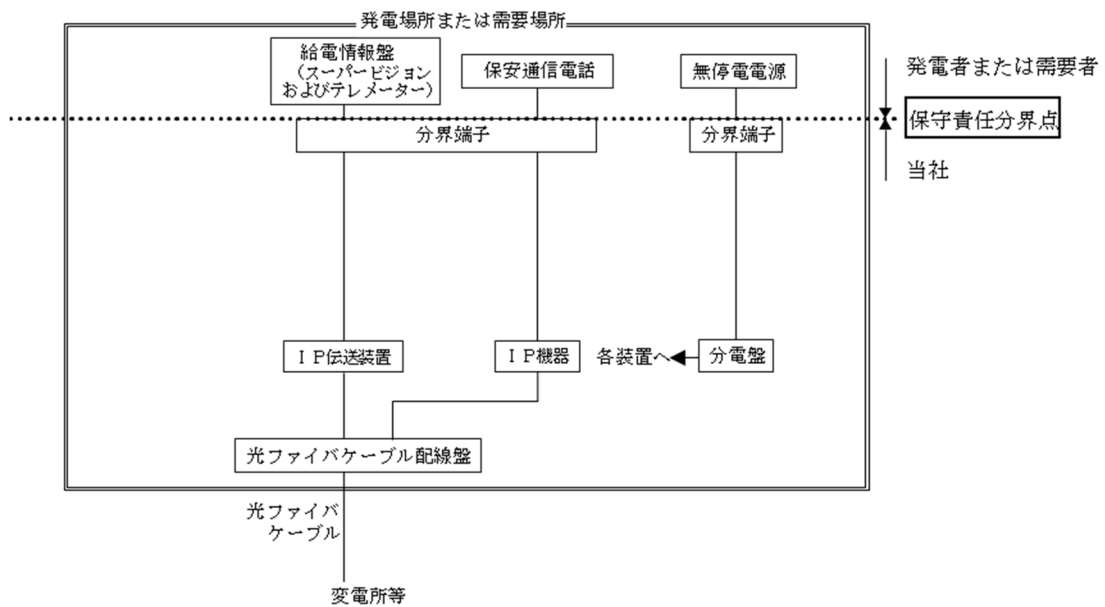 発電場所または需要場所
給電情報盤
（スーパービジョン
およびテレメーター）
保安通信電話
無停電電源
発電者または需要者
保守責任分界点
分界端子
分界端子
当社
ＩＰ伝送装置
ＩＰ機器
各装置へ
分電盤
光ファイバケーブル配線盤
光ファイバ
ケーブル
変電所等